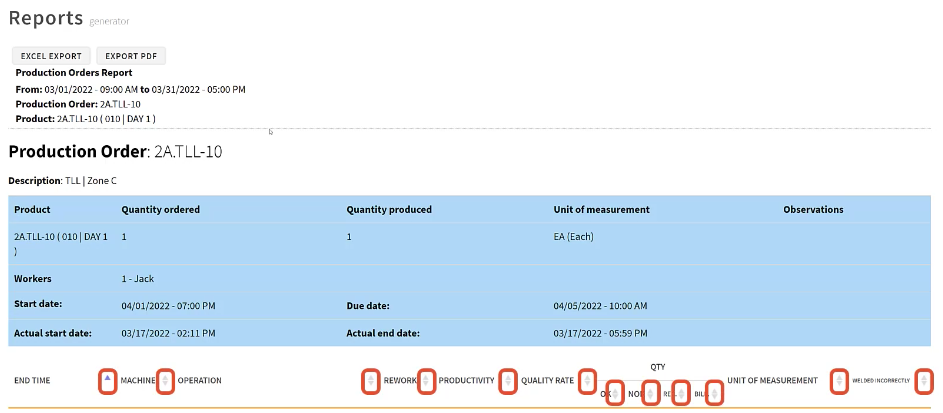 Reports generator
EXCEL EXPORT EXPORT PDF
Production Orders Report
From: 03/01/2022 - 09:00 AM to 03/31/2022 - 05:00 PM
Production Order: 2A.TLL-10
Product: 2A.TLL-10 ( 010 | DAY 1 )
Production Order: 2A.TLL-10
Description: TLL | Zone C
Product Quantity ordered Quantity produced Unit of measurement Observations
2A.TLL-10 ( 010 | DAY 1 1 1 EA (Each)
)
Workers 1 - Jack
Start date: 04/01/2022 - 07:00 PM Due date: 04/05/2022 - 10:00 AM
Actual start date: 03/17/2022 - 02:11 PM Actual end date: 03/17/2022 - 05:59 PM
QTY
END TIME MACHINE OPERATION REWORK PRODUCTIVITY QUALITY RATE UNIT OF MEASUREMENT WELDED INCORRECTLY
OK